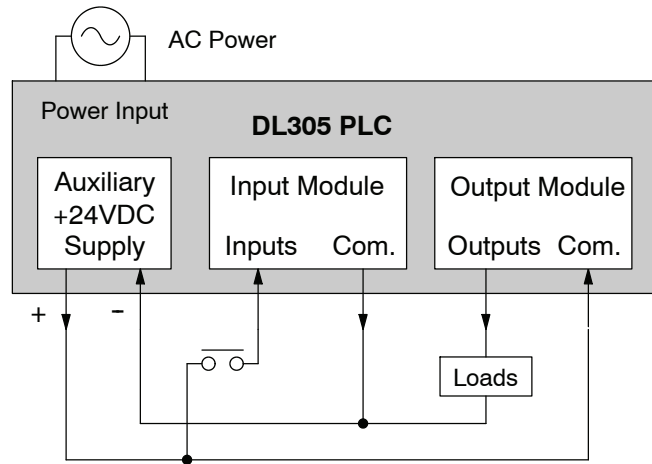 AC Power
Power Input
DL305 PLC
Auxiliary
+24VDC
Supply
Input Module
Inputs Com.
Output Module
Outputs Com.
+ –
Loads